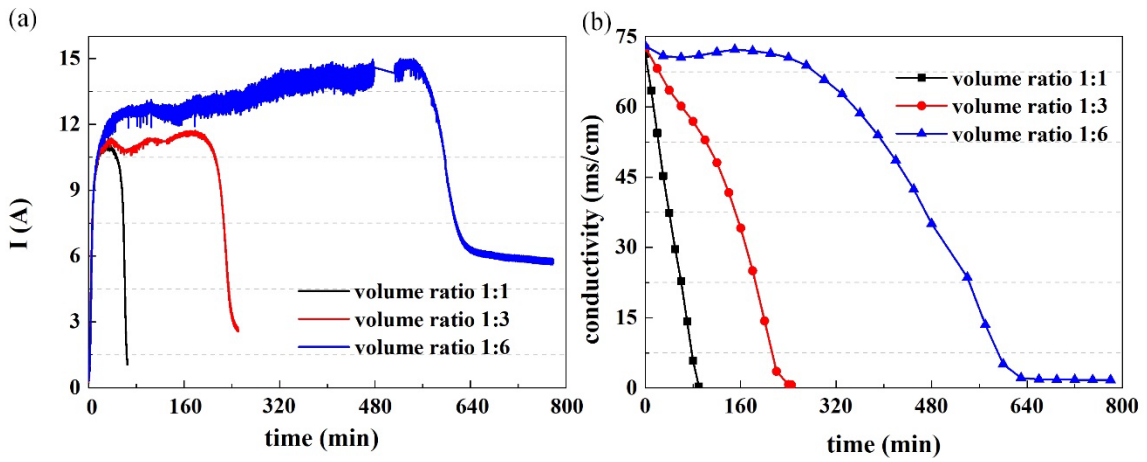 (a)
15
12
9
6
3
0
I (A)
volume ratio 1:1
volume ratio 1:3
volume ratio 1:6
0 160 320 480 640 800
time (min)
(b)
75
60
45
30
15
0
conductivity (ms/cm)
volume ratio 1:1
volume ratio 1:3
volume ratio 1:6
0 160 320 480 640 800
time (min)